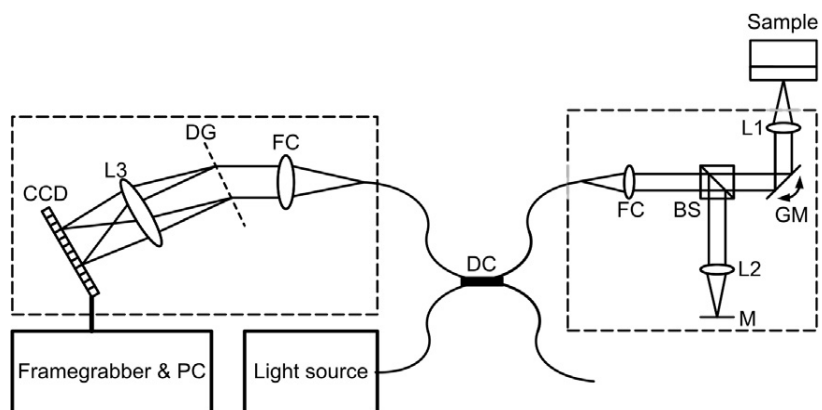 Sample
L1
DG
FC
L3
CCD
FC
BS
GM
DC
L2
M
Framegrabber & PC
Light source